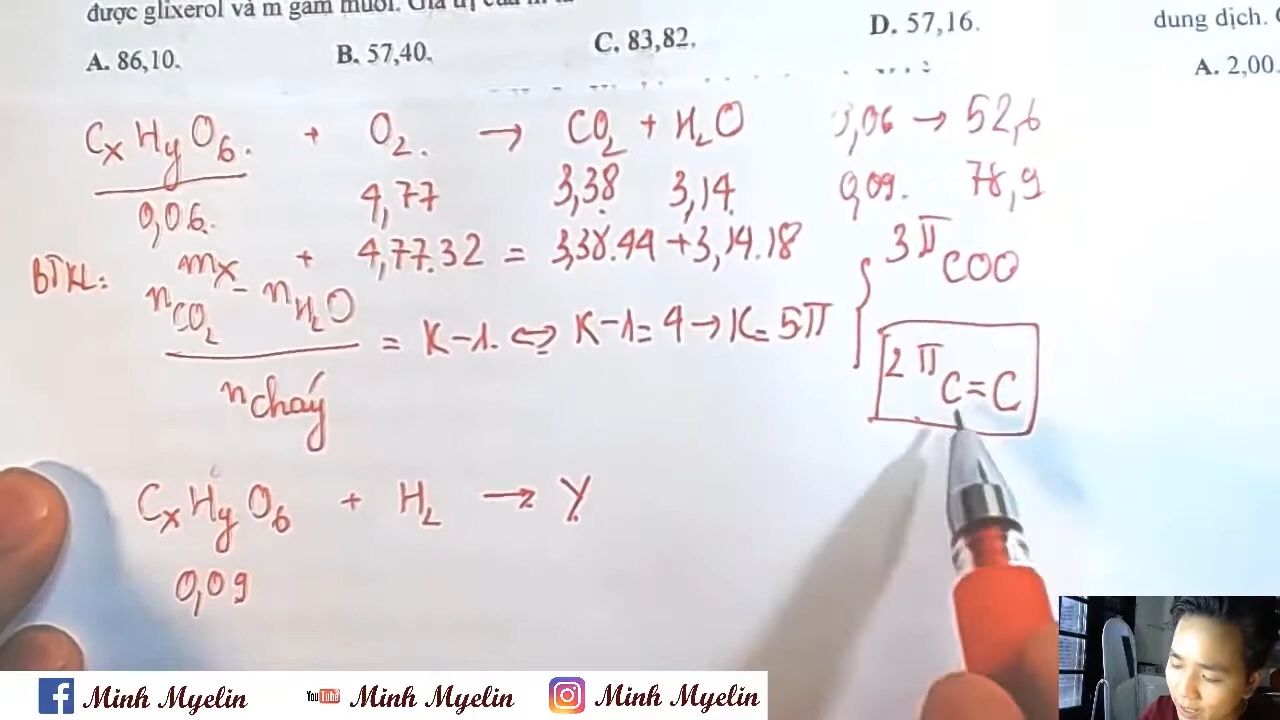 được glixerol và m gam muối. Giá trị của m là
A. 86,10. B. 57,40. C. 83,82. D. 57,16.
dung dịch.
A. 2,00.
CxHyO6. + O2. → CO2 + H2O
0,06. 4,77 3,38 3,14.
0,06 → 52,6
0,09. 78,9
BTKL: mx + 4,77.32 = 3,38.44 + 3,14.18
nCO2 - nH2O
= K-1. ⇔ K-1 = 4 → K = 5π
n cháy
3π COO
2π C=C
CxHyO6 + H2 → Y
0,09
Minh Myelin YouTube Minh Myelin Minh Myelin